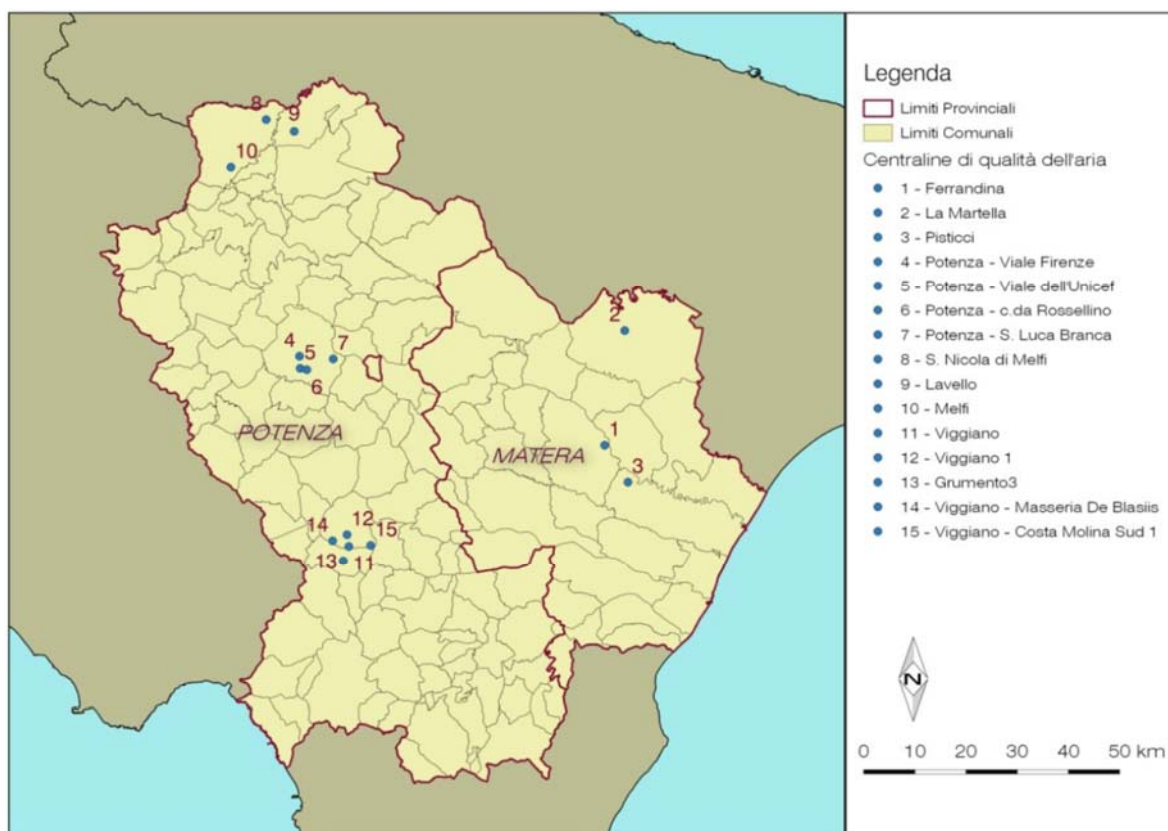 8
9
10
2
4
5
7
6
POTENZA
1
MATERA
3
12
14
15
13
11
Legenda
Limiti Provinciali
Limiti Comunali
Centraline di qualità dell'aria
1 - Ferrandina
2 - La Martella
3 - Pisticci
4 - Potenza - Viale Firenze
5 - Potenza - Viale dell'Unicef
6 - Potenza - c.da Rossellino
7 - Potenza - S. Luca Branca
8 - S. Nicola di Melfi
9 - Lavello
10 - Melfi
11 - Viggiano
12 - Viggiano 1
13 - Grumento3
14 - Viggiano - Masseria De Blasiis
15 - Viggiano - Costa Molina Sud 1
N
0 10 20 30 40 50 km